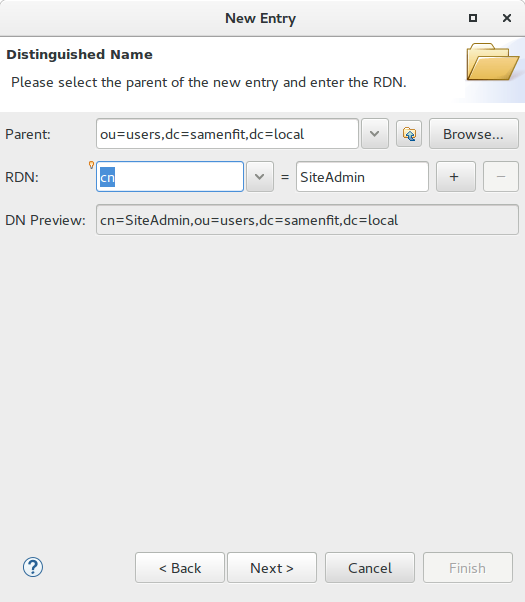 New Entry
Distinguished Name
Please select the parent of the new entry and enter the RDN.
Parent: ou=users,dc=samenfit,dc=local Browse...
RDN: cn = SiteAdmin + −
DN Preview: cn=SiteAdmin,ou=users,dc=samenfit,dc=local
? < Back Next > Cancel Finish